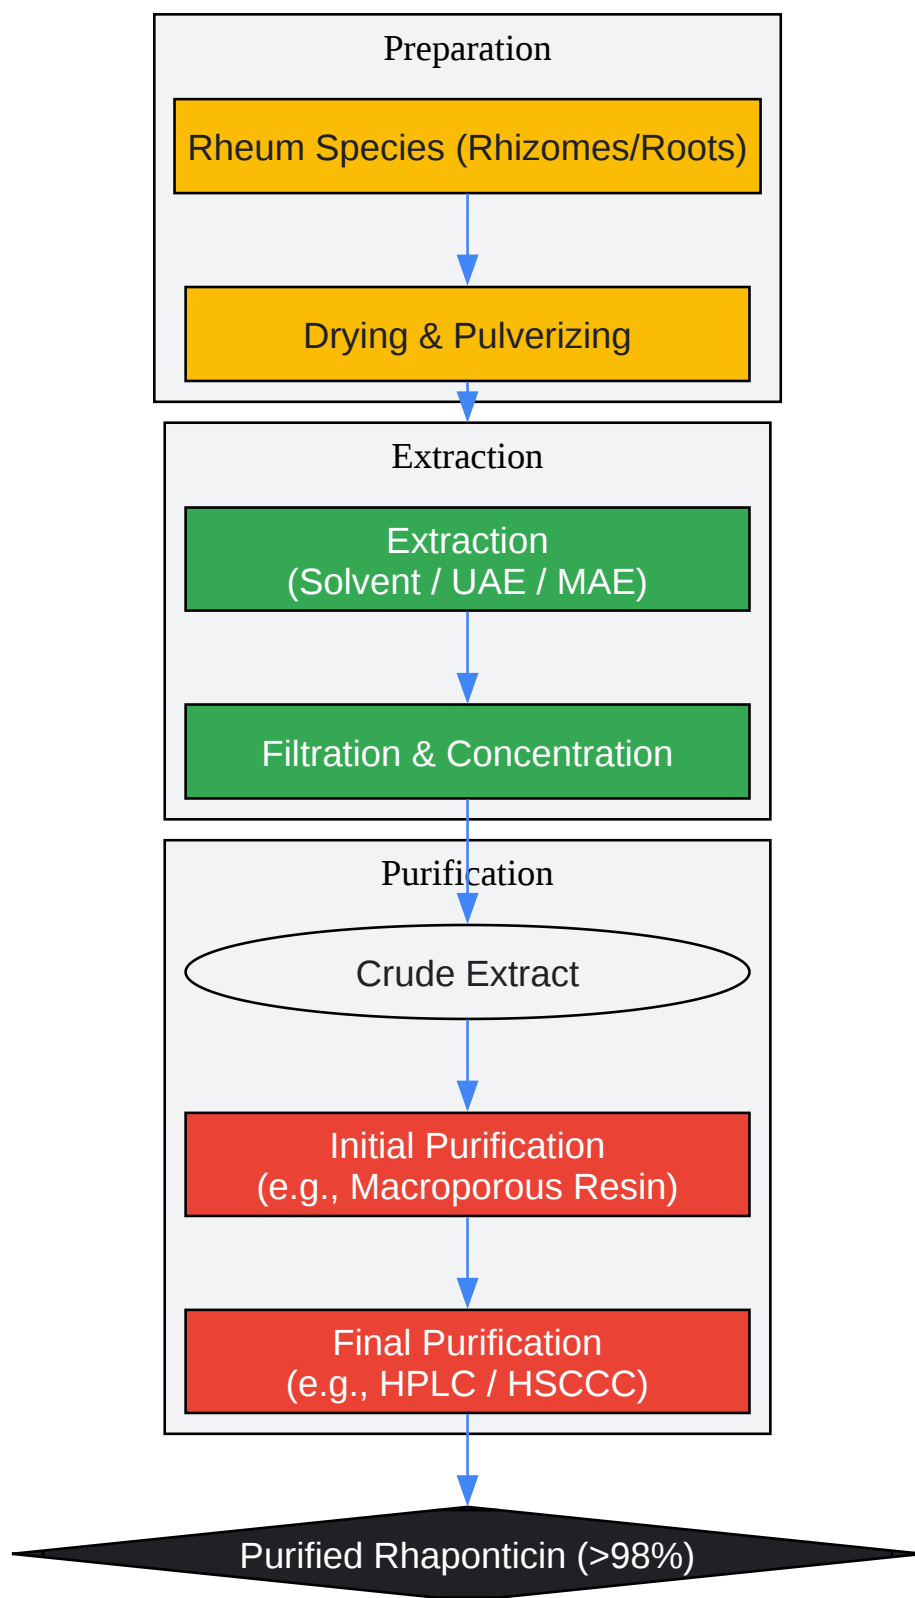 Preparation
Rheum Species (Rhizomes/Roots)
Drying & Pulverizing
Extraction
Extraction
(Solvent / UAE / MAE)
Filtration & Concentration
Purification
Crude Extract
Initial Purification
(e.g., Macroporous Resin)
Final Purification
(e.g., HPLC / HSCCC)
Purified Rhaponticin (>98%)